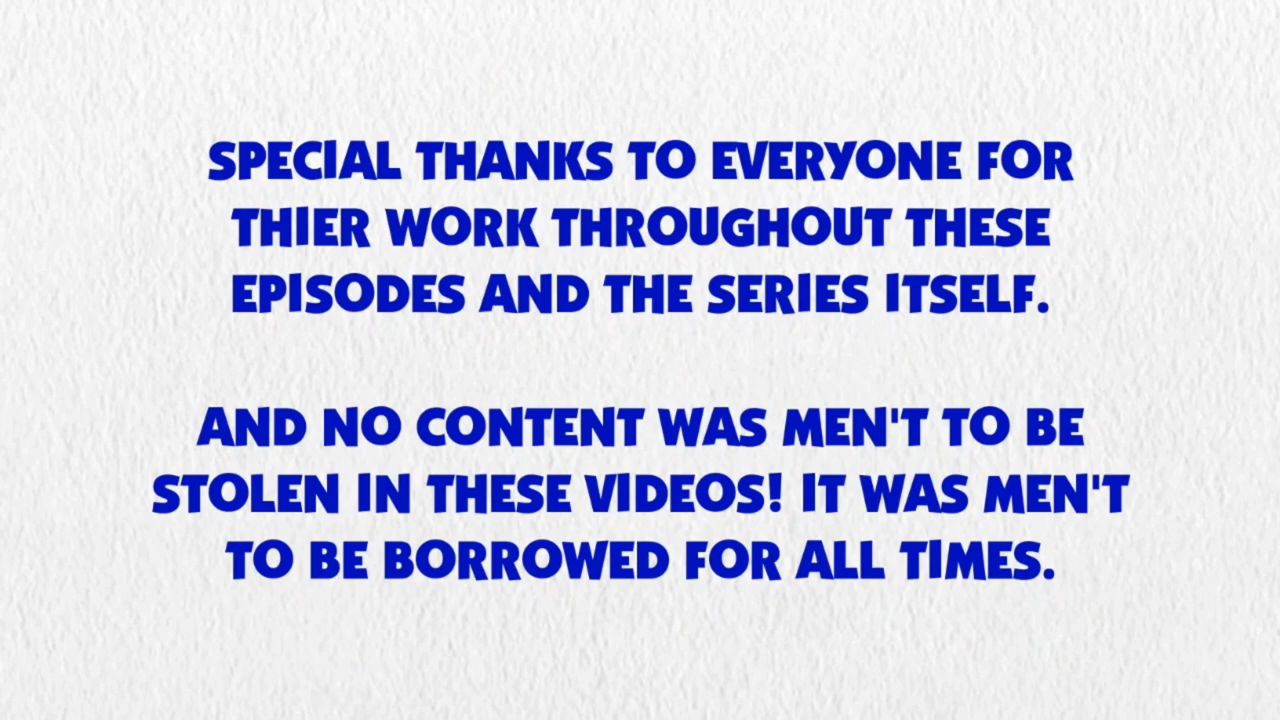 SPECIAL THANKS TO EVERYONE FOR
THIER WORK THROUGHOUT THESE
EPISODES AND THE SERIES ITSELF.
AND NO CONTENT WAS MEN'T TO BE
STOLEN IN THESE VIDEOS! IT WAS MEN'T
TO BE BORROWED FOR ALL TIMES.